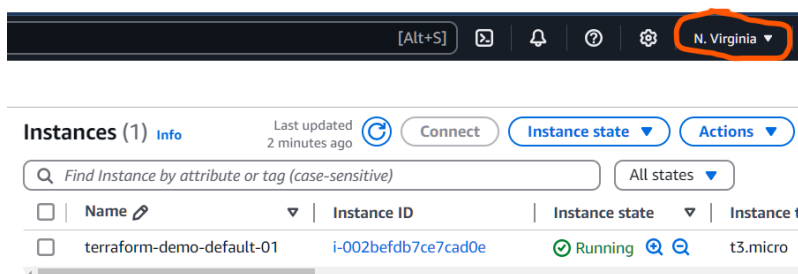 [Alt+S] N. Virginia
Instances (1) Info Last updated 2 minutes ago Connect Instance state Actions
Find Instance by attribute or tag (case-sensitive) All states
Name Instance ID Instance state Instance t
terraform-demo-default-01 i-002befdb7ce7cad0e Running t3.micro